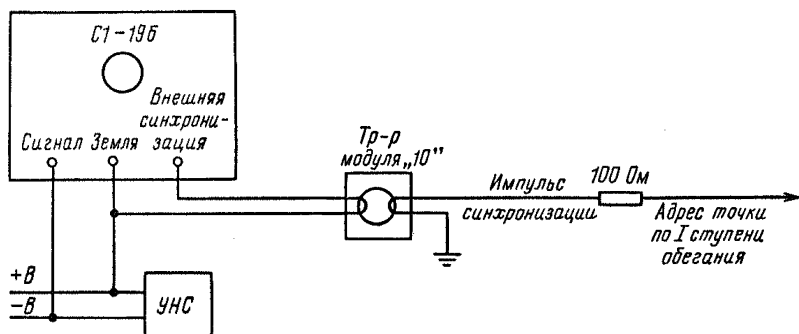 С1-19б
Внешняя
синхрони-
зация
Сигнал
Земля
Тр-р
модуля „10"
Импульс
синхронизации
100 Ом
Адрес точки
по I ступени
обегания
+В
-В
УНС